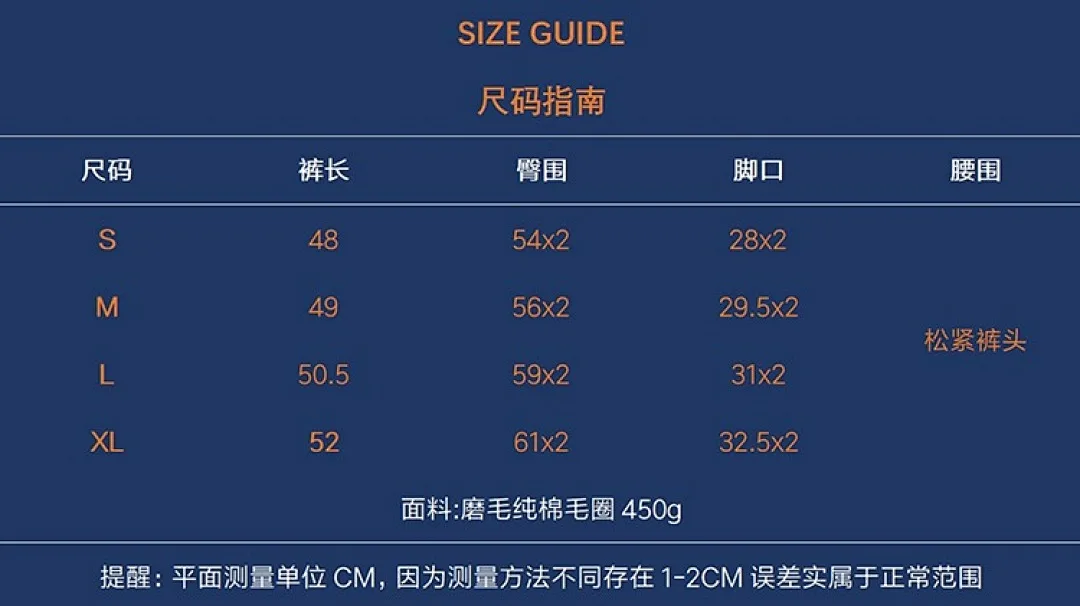 SIZE GUIDE
尺码指南
尺码 裤长 臀围 脚口 腰围
S 48 54x2 28x2
M 49 56x2 29.5x2
松紧裤头
L 50.5 59x2 31x2
XL 52 61x2 32.5x2
面料:磨毛纯棉毛圈 450g
提醒：平面测量单位 CM，因为测量方法不同存在 1-2CM 误差实属于正常范围